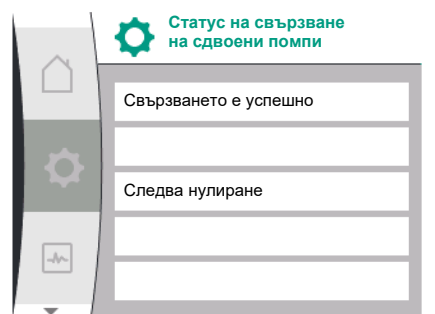 Статус на свързване
на сдвоени помпи
Свързването е успешно
Следва нулиране